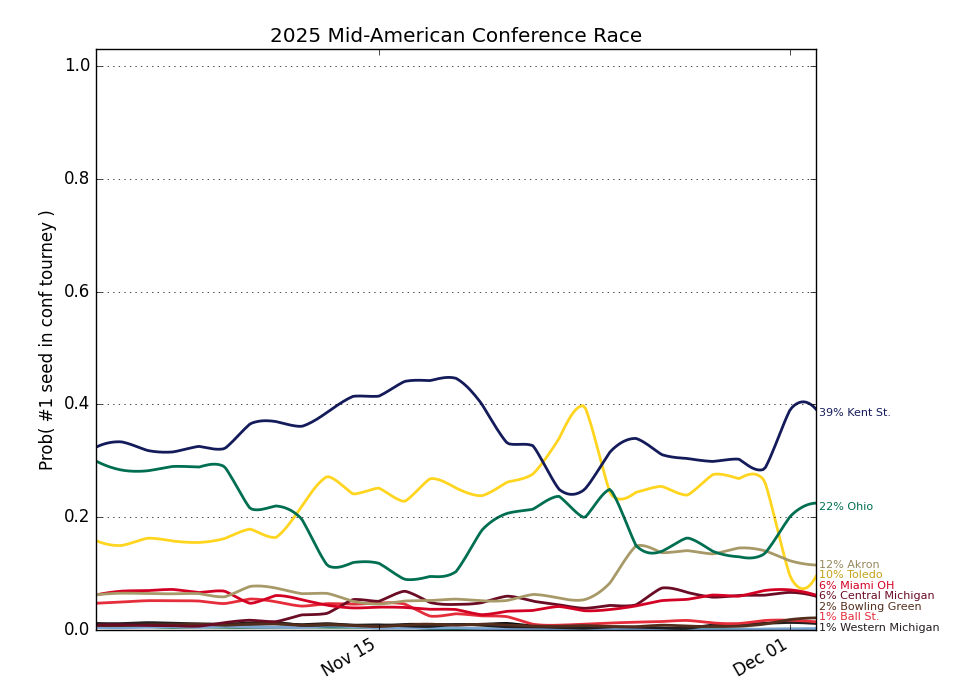 2025 Mid-American Conference Race
Prob( #1 seed in conf tourney )
1.0
0.8
0.6
0.4
0.2
0.0
Nov 15
Dec 01
39% Kent St.
22% Ohio
12% Akron
10% Toledo
6% Miami OH
6% Central Michigan
2% Bowling Green
1% Ball St.
1% Western Michigan